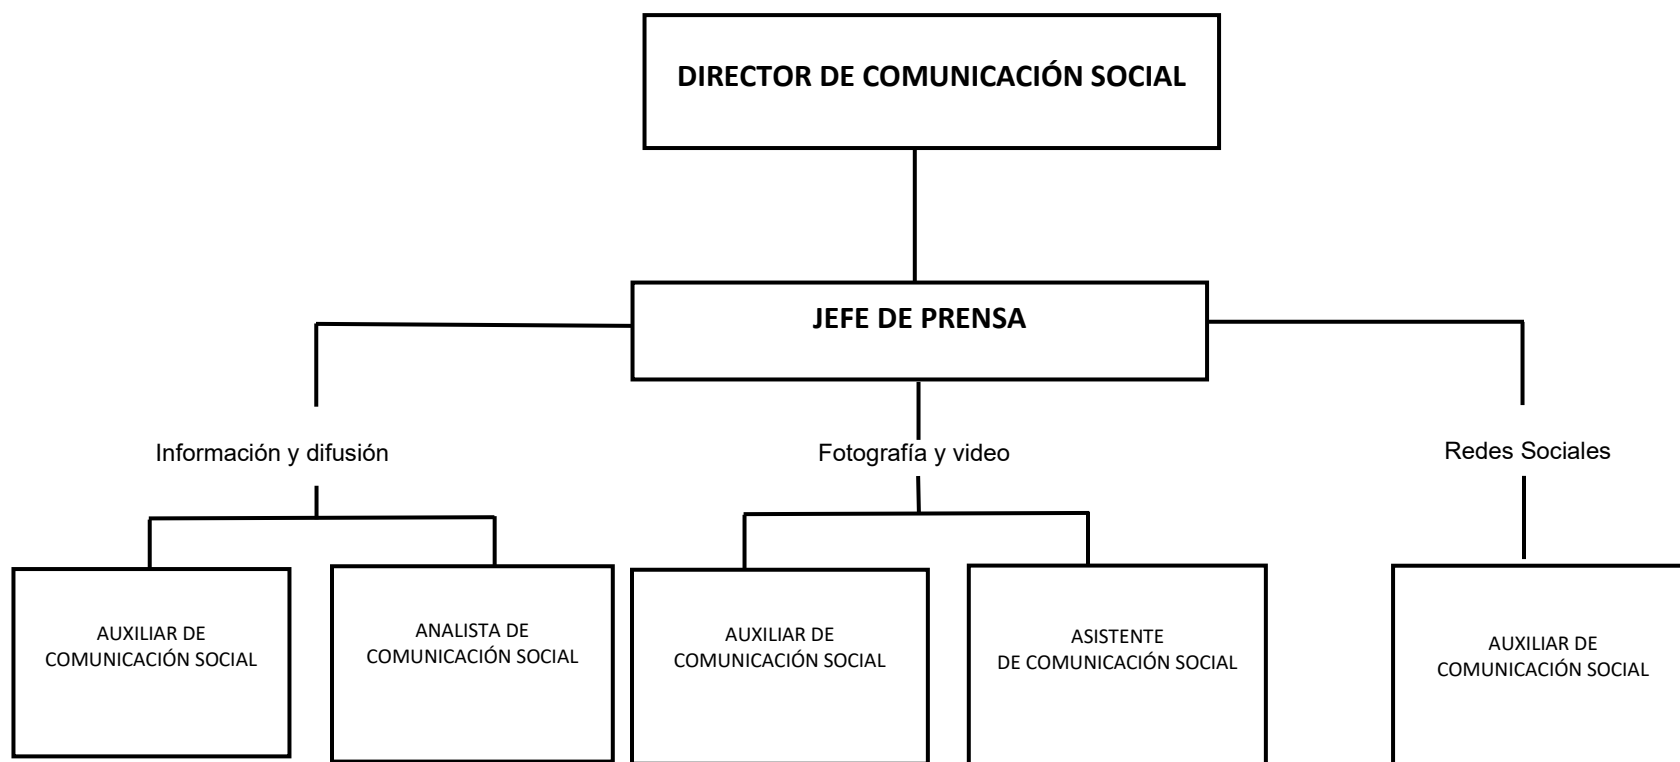 DIRECTOR DE COMUNICACIÓN SOCIAL
JEFE DE PRENSA
Información y difusión
Fotografía y video
Redes Sociales
AUXILIAR DE
COMUNICACIÓN SOCIAL
ANALISTA DE
COMUNICACIÓN SOCIAL
AUXILIAR DE
COMUNICACIÓN SOCIAL
ASISTENTE
DE COMUNICACIÓN SOCIAL
AUXILIAR DE
COMUNICACIÓN SOCIAL